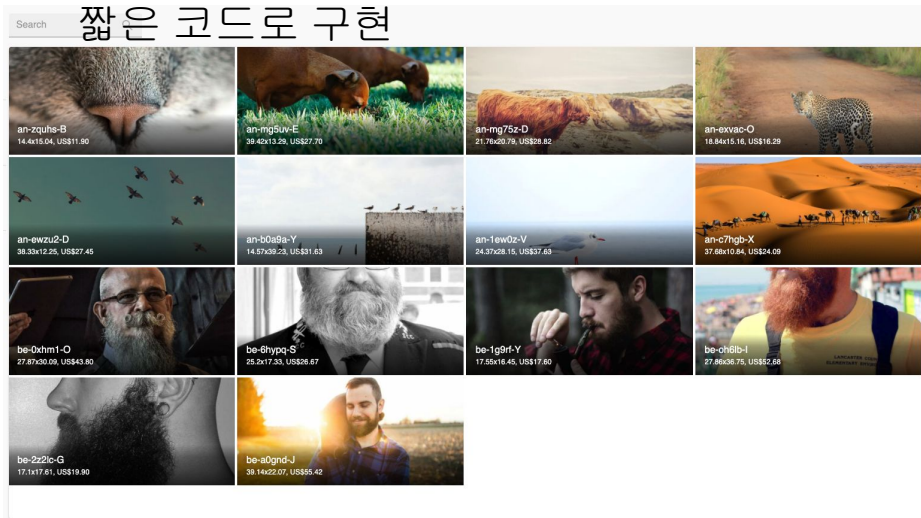 Search
짧은 코드로 구현
an-zquhs-B
14.4x15.04, US$11.90
an-mg5uv-E
39.42x13.29, US$27.70
an-mg75z-D
21.76x20.79, US$28.82
an-exvac-O
18.84x15.16, US$16.29
an-ewzu2-D
38.33x12.25, US$27.45
an-b0a9a-Y
14.57x39.23, US$31.63
an-1ew0z-V
24.37x28.15, US$37.63
an-c7hgb-X
37.68x10.84, US$24.09
be-0xhm1-O
27.87x30.09, US$43.80
be-6hypq-S
25.2x17.33, US$26.67
be-1g9rf-Y
17.55x16.45, US$17.60
be-oh6lb-I
27.86x36.75, US$52.68
be-2z2lc-G
17.1x17.61, US$19.90
be-a0gnd-J
39.14x22.07, US$55.42